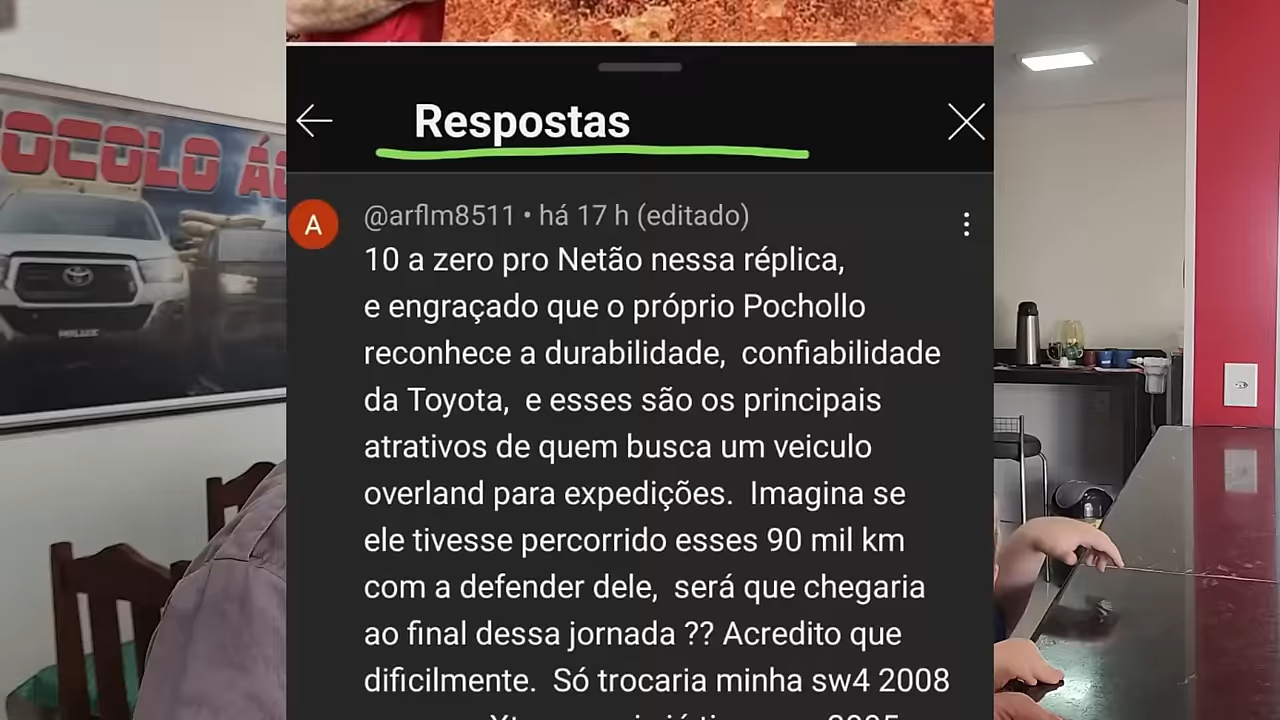 OCOLO ÁG
HILUX
Respostas
A
@arflm8511 • há 17 h (editado)
10 a zero pro Netão nessa réplica,
e engraçado que o próprio Pochollo
reconhece a durabilidade, confiabilidade
da Toyota, e esses são os principais
atrativos de quem busca um veiculo
overland para expedições. Imagina se
ele tivesse percorrido esses 90 mil km
com a defender dele, será que chegaria
ao final dessa jornada ?? Acredito que
dificilmente. Só trocaria minha sw4 2008